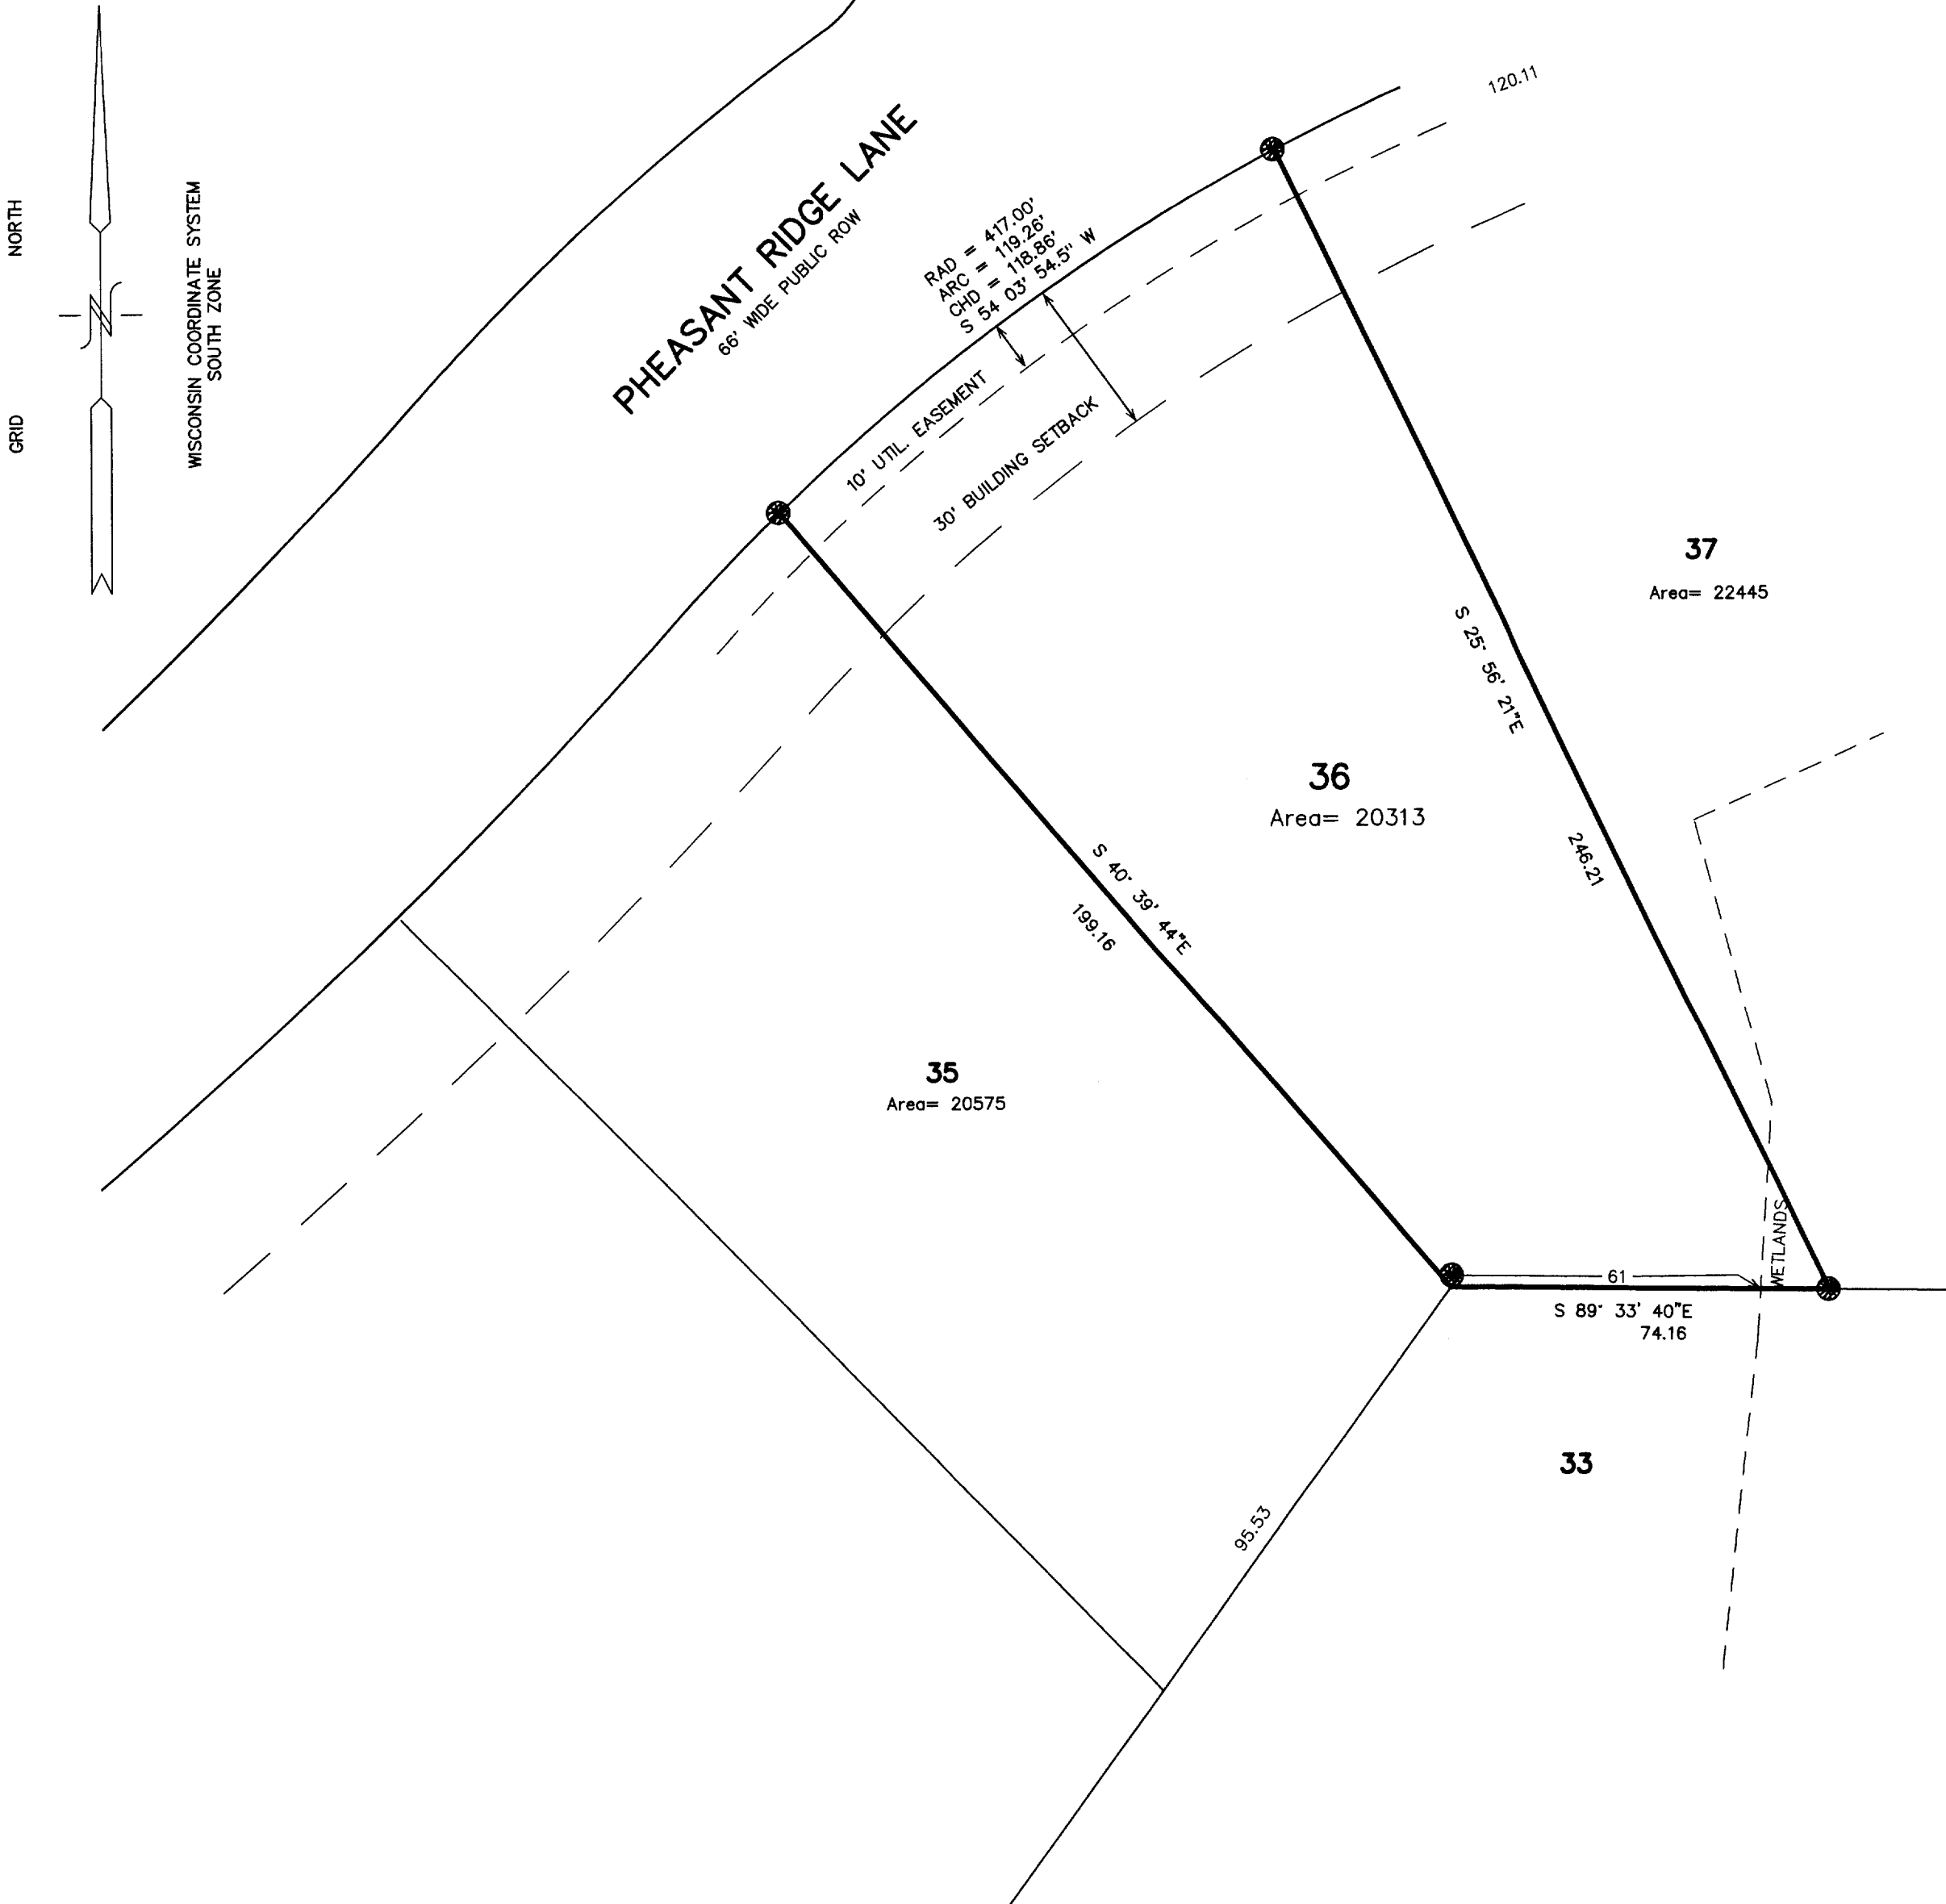 NORTH
GRID
WISCONSIN COORDINATE SYSTEM
SOUTH ZONE
PHEASANT RIDGE LANE
66' WIDE PUBLIC ROW
RAD = 417.00'
ARC = 119.26'
CHD = 118.86'
S 54 03' 54.5" W
120.11
10' UTIL. EASEMENT
30' BUILDING SETBACK
37
Area= 22445
S 25° 56' 21"E
246.21
36
Area= 20313
S 40° 39' 44"E
199.16
35
Area= 20575
WETLANDS
61
S 89° 33' 40"E
74.16
33
95.53